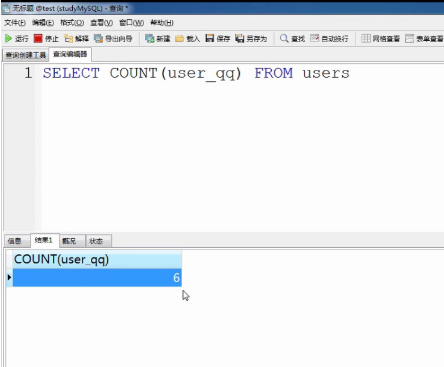 无标题 @test (studyMySQL) - 查询 *
文件(F) 编辑(E) 格式(O) 查看(V) 窗口(W) 帮助(H)
运行 停止 解释 导出向导 新建 载入 保存 另存为 查找 自动换行 网格查看 表单查看
查询创建工具 查询编辑器
1 SELECT COUNT(user_qq) FROM users
信息 结果1 概况 状态
COUNT(user_qq)
6